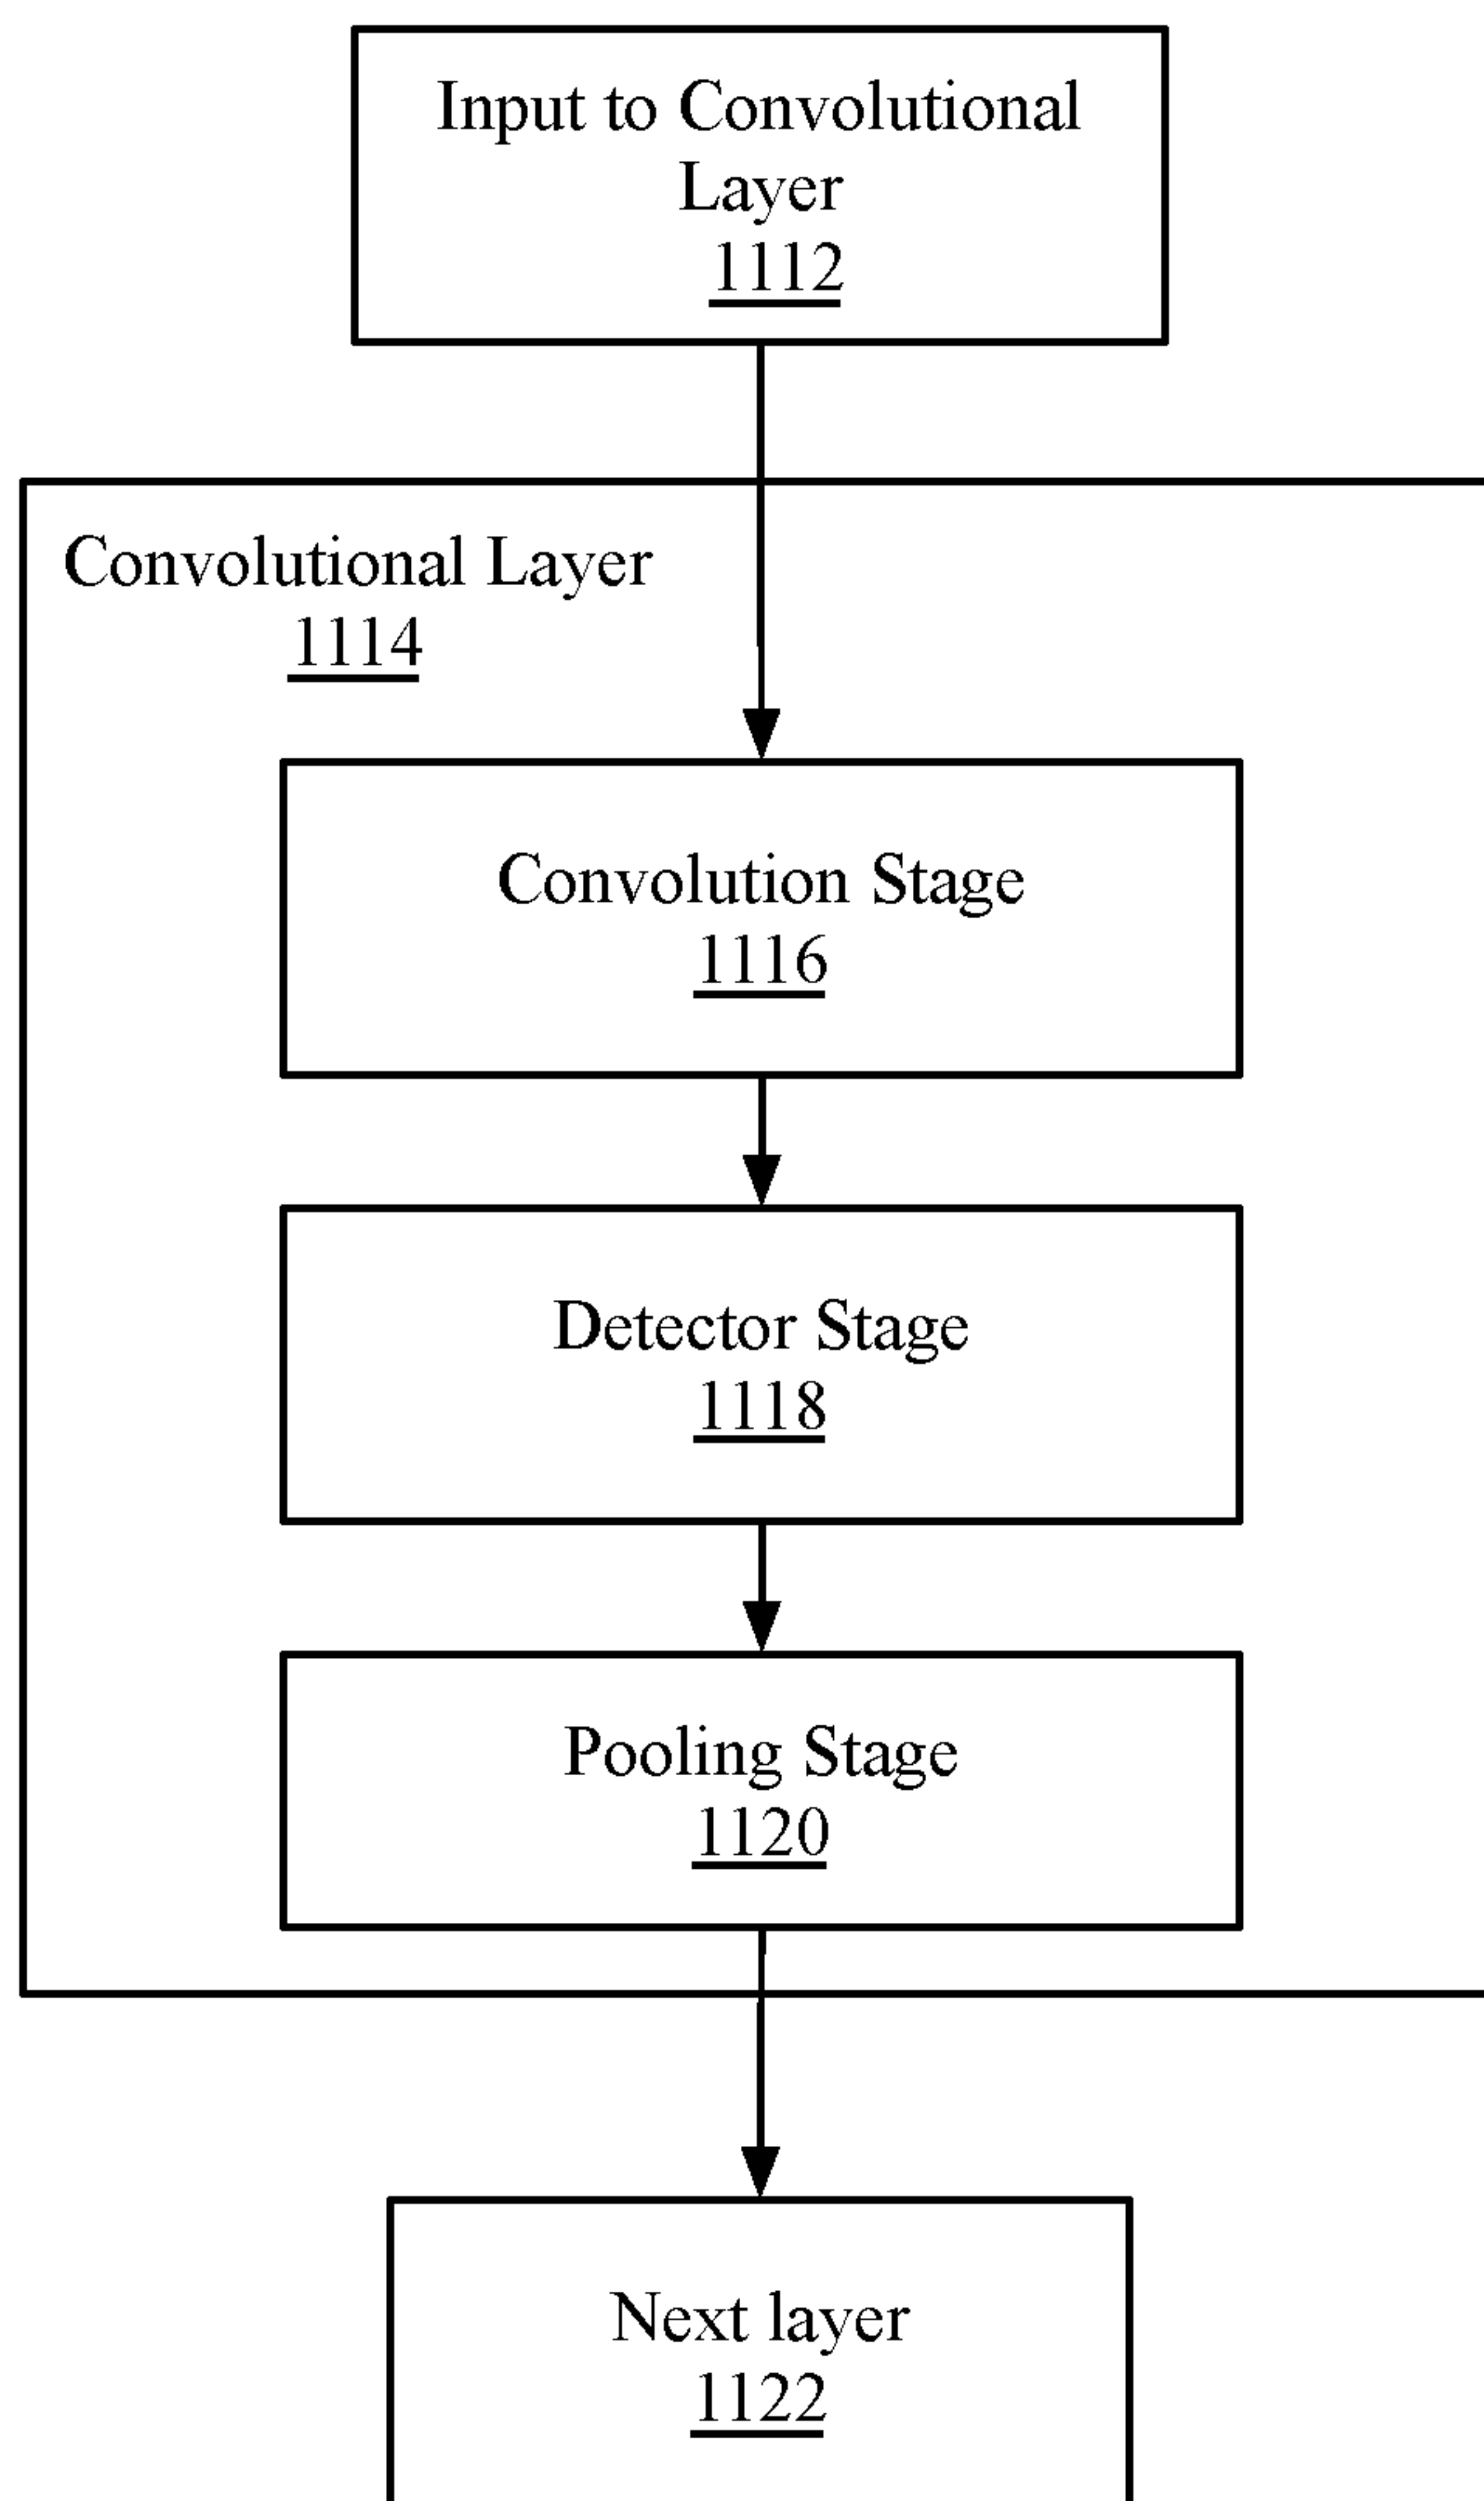 Input to Convolutional
Layer
1112
Convolutional Layer
1114
Convolution Stage
1116
Detector Stage
1118
Pooling Stage
1120
Next layer
1122